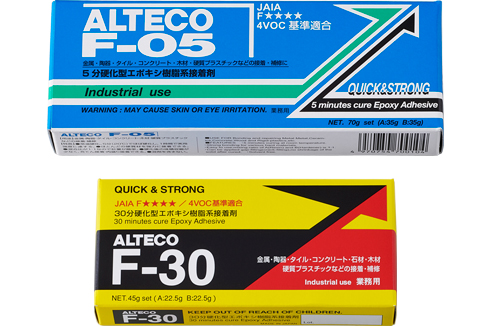 ALTECO
F-05
JAIA
F★★★★
4VOC 基準適合
金属・陶器・タイル・コンクリート・木材・硬質プラスチックなどの接着・補修に
5分硬化型エポキシ樹脂系接着剤
Industrial use
QUICK&STRONG
5 minutes cure Epoxy Adhesive
WARNING : MAY CAUSE SKIN OR EYE IRRITATION. 業務用
NET. 70g set. (A:35g B:35g)
ALTECO
F-05
QUICK & STRONG
JAIA F★★★★／4VOC基準適合
30分硬化型エポキシ樹脂系接着剤
30 minutes cure Epoxy Adhesive
ALTECO
F-30
金属・陶器・タイル・コンクリート・石材・木材
硬質プラスチックなどの接着・補修
Industrial use 業務用
NET.45g set (A:22.5g B:22.5g)
ALTECO
F-30
KEEP OUT OF REACH OF CHILDREN.